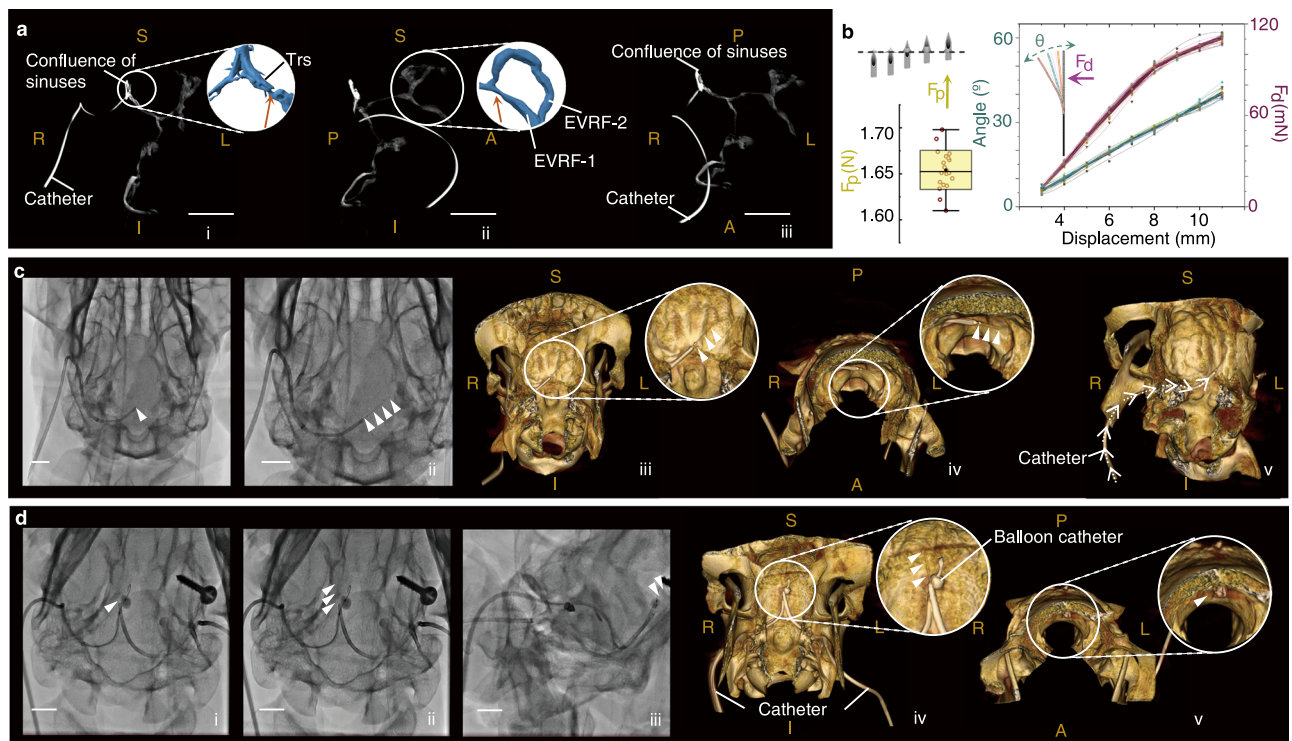 a
S
Confluence of
sinuses
Trs
R
L
Catheter
I
i
S
P
A
EVRF-2
EVRF-1
I
ii
P
Confluence of sinuses
R
L
Catheter
A
iii
b
Fp
Fp(N)
1.70
1.65
1.60
θ
Fd
Angle (º)
60
30
0
120
60
0
Fd(mN)
4
6
8
10
Displacement (mm)
c
ii
S
R
L
I
iii
P
R
L
A
iv
S
R
L
Catheter
I
v
d
i
ii
iii
S
Balloon catheter
R
L
Catheter
I
iv
P
R
L
A
v